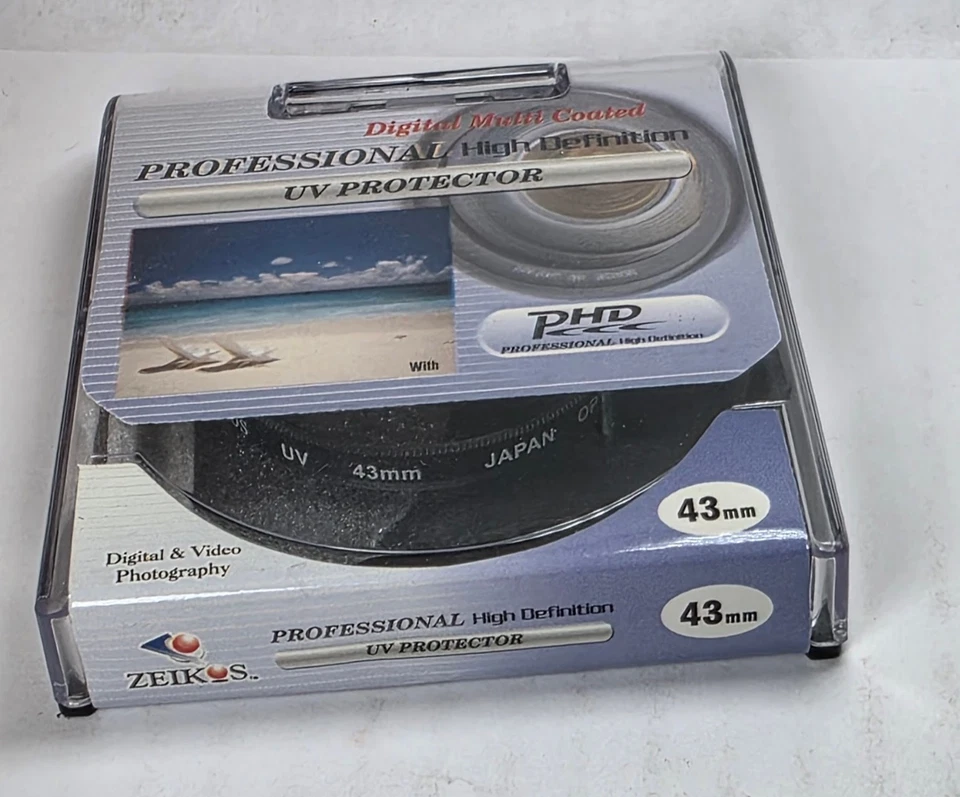 Digital Multi Coated
PROFESSIONAL High Definition
UV PROTECTOR
With
PHD
PROFESSIONAL High Definition
UV 43mm JAPAN
43mm
Digital & Video
Photography
PROFESSIONAL High Definition
UV PROTECTOR
43mm
ZEIKOS™